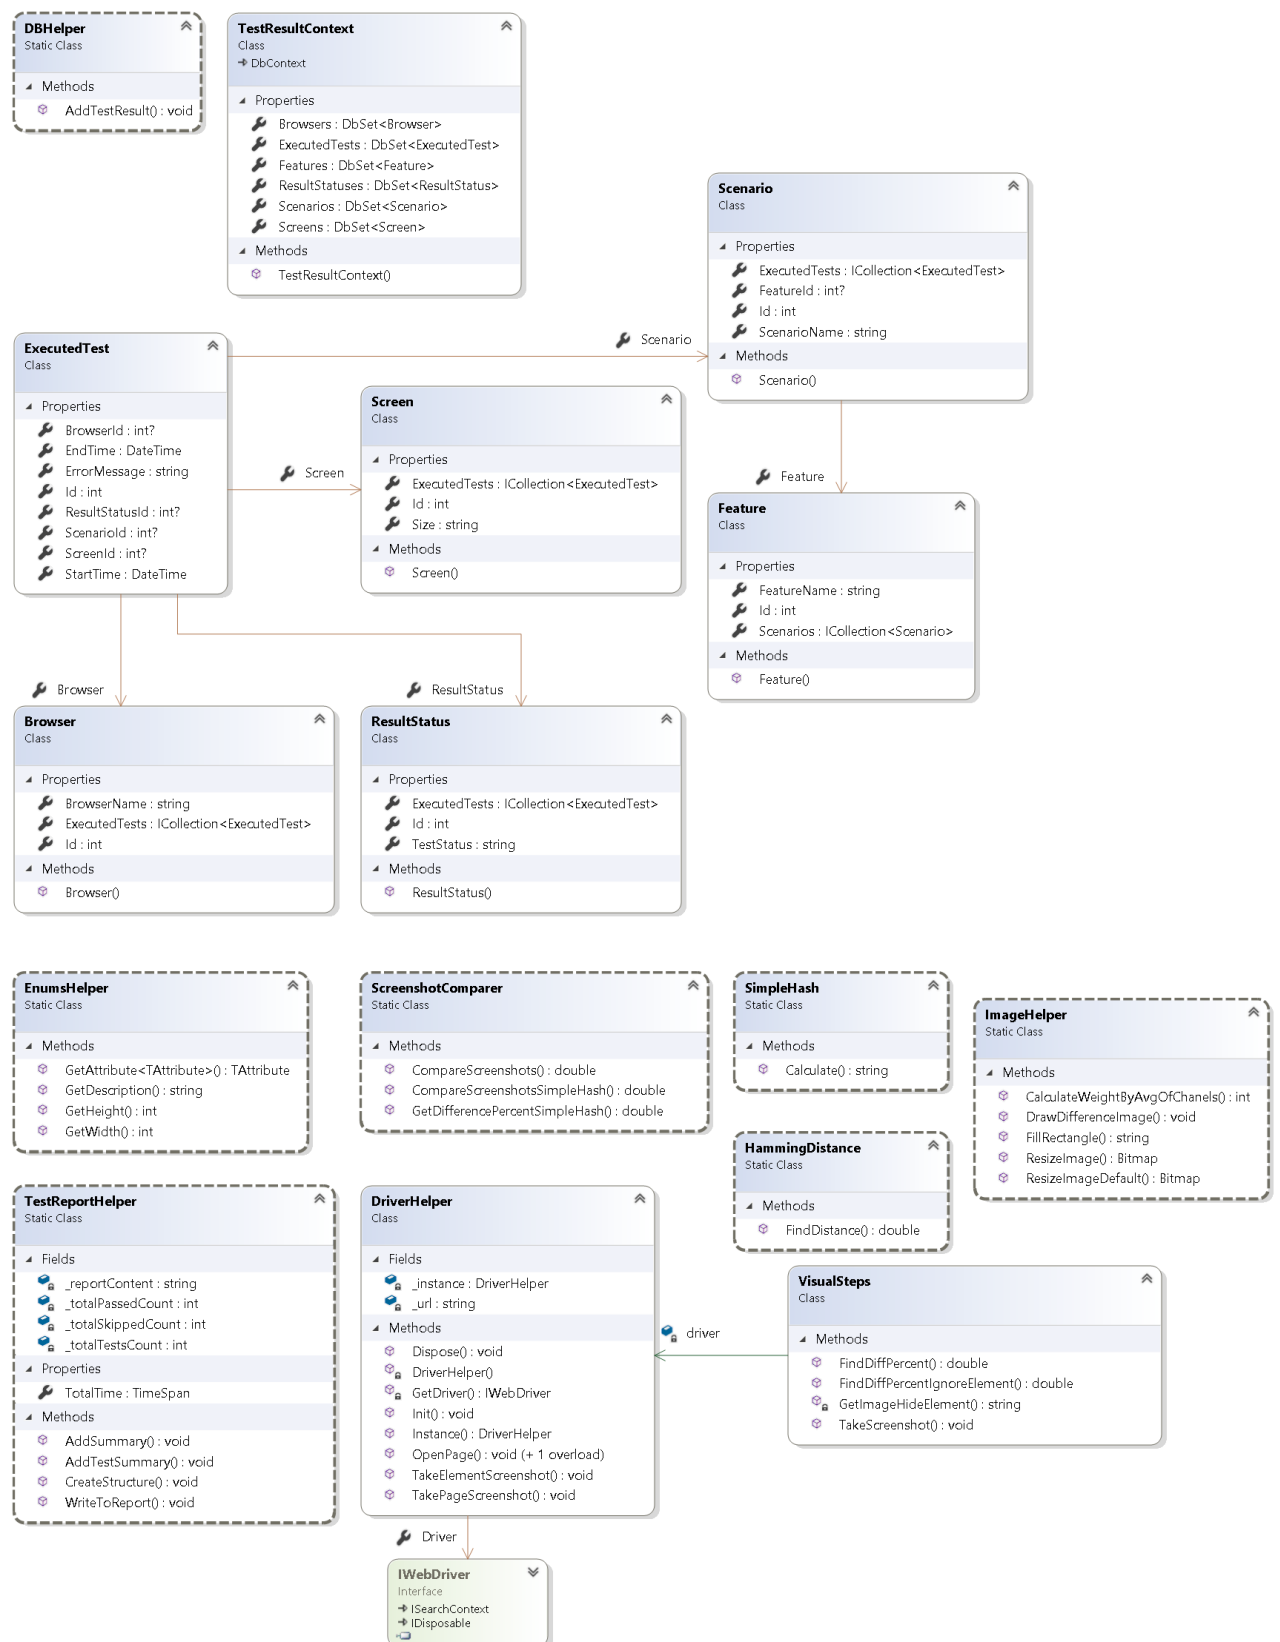 DBHelper
Static Class
Methods
AddTestResult() : void
TestResultContext
Class
DbContext
Properties
Browsers : DbSet<Browser>
ExecutedTests : DbSet<ExecutedTest>
Features : DbSet<Feature>
ResultStatuses : DbSet<ResultStatus>
Scenarios : DbSet<Scenario>
Screens : DbSet<Screen>
Methods
TestResultContext()
Scenario
Class
Properties
ExecutedTests : ICollection<ExecutedTest>
FeatureId : int?
Id : int
ScenarioName : string
Methods
Scenario()
Scenario
ExecutedTest
Class
Properties
BrowserId : int?
EndTime : DateTime
ErrorMessage : string
Id : int
ResultStatusId : int?
ScenarioId : int?
ScreenId : int?
StartTime : DateTime
Screen
Screen
Class
Properties
ExecutedTests : ICollection<ExecutedTest>
Id : int
Size : string
Methods
Screen()
Feature
Feature
Class
Properties
FeatureName : string
Id : int
Scenarios : ICollection<Scenario>
Methods
Feature()
Browser
Browser
Class
Properties
BrowserName : string
ExecutedTests : ICollection<ExecutedTest>
Id : int
Methods
Browser()
ResultStatus
ResultStatus
Class
Properties
ExecutedTests : ICollection<ExecutedTest>
Id : int
TestStatus : string
Methods
ResultStatus()
EnumsHelper
Static Class
Methods
GetAttribute<TAttribute>() : TAttribute
GetDescription() : string
GetHeight() : int
GetWidth() : int
ScreenshotComparer
Static Class
Methods
CompareScreenshots() : double
CompareScreenshotsSimpleHash() : double
GetDifferencePercentSimpleHash() : double
SimpleHash
Static Class
Methods
Calculate() : string
ImageHelper
Static Class
Methods
CalculateWeightByAvgOfChanels() : int
DrawDifferenceImage() : void
FillRectangle() : string
ResizeImage() : Bitmap
ResizeImageDefault() : Bitmap
HammingDistance
Static Class
Methods
FindDistance() : double
TestReportHelper
Static Class
Fields
_reportContent : string
_totalPassedCount : int
_totalSkippedCount : int
_totalTestsCount : int
Properties
TotalTime : TimeSpan
Methods
AddSummary() : void
AddTestSummary() : void
CreateStructure() : void
WriteToReport() : void
DriverHelper
Class
Fields
_instance : DriverHelper
_url : string
Methods
Dispose() : void
DriverHelper()
GetDriver() : IWebDriver
Init() : void
Instance() : DriverHelper
OpenPage() : void (+ 1 overload)
TakeElementScreenshot() : void
TakePageScreenshot() : void
driver
VisualSteps
Class
Methods
FindDiffPercent() : double
FindDiffPercentIgnoreElement() : double
GetImageHideElement() : string
TakeScreenshot() : void
Driver
IWebDriver
Interface
ISearchContext
IDisposable